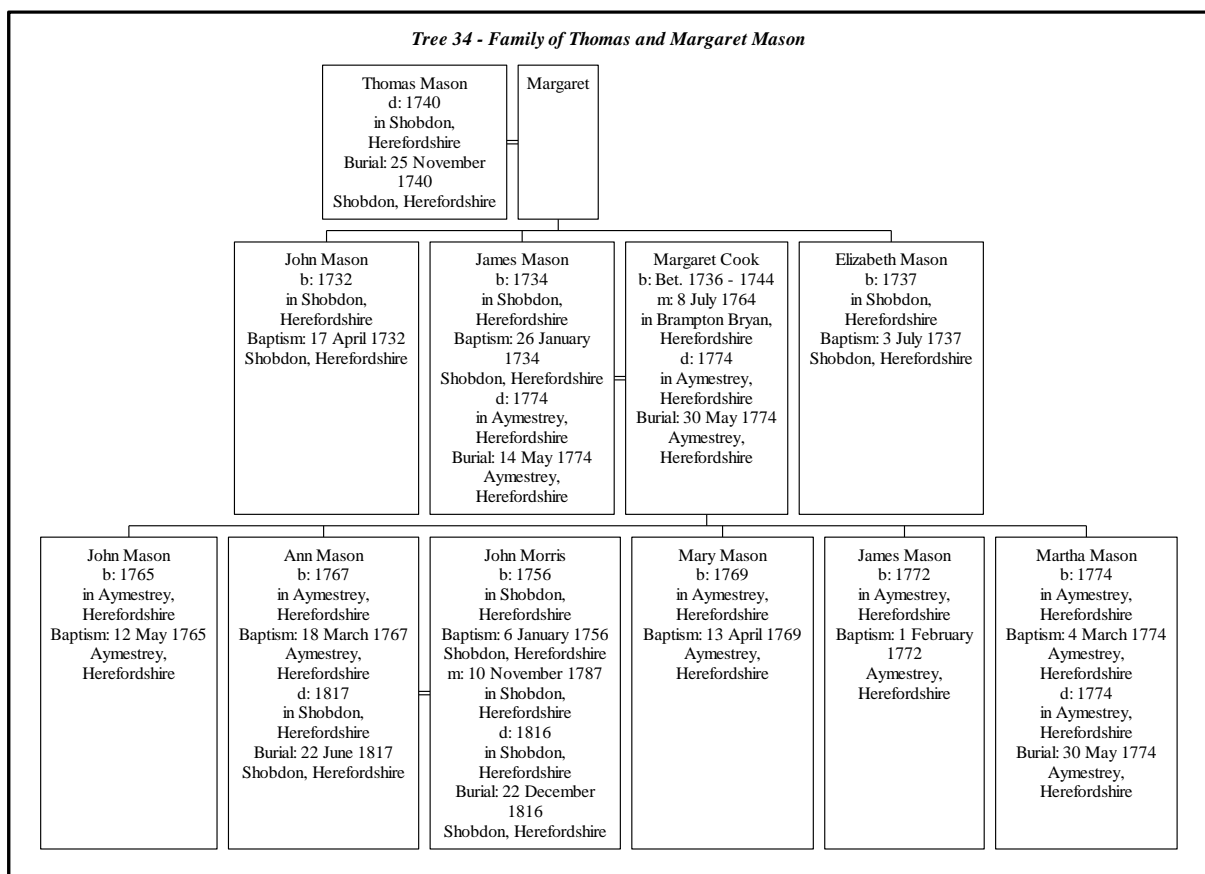 Tree 34 - Family of Thomas and Margaret Mason
Thomas Mason
d: 1740
in Shobdon,
Herefordshire
Burial: 25 November
1740
Shobdon, Herefordshire
Margaret
John Mason
b: 1732
in Shobdon,
Herefordshire
Baptism: 17 April 1732
Shobdon, Herefordshire
James Mason
b: 1734
in Shobdon,
Herefordshire
Baptism: 26 January
1734
Shobdon, Herefordshire
d: 1774
in Aymestrey,
Herefordshire
Burial: 14 May 1774
Aymestrey,
Herefordshire
Margaret Cook
b: Bet. 1736 - 1744
m: 8 July 1764
in Brampton Bryan,
Herefordshire
d: 1774
in Aymestrey,
Herefordshire
Burial: 30 May 1774
Aymestrey,
Herefordshire
Elizabeth Mason
b: 1737
in Shobdon,
Herefordshire
Baptism: 3 July 1737
Shobdon, Herefordshire
John Mason
b: 1765
in Aymestrey,
Herefordshire
Baptism: 12 May 1765
Aymestrey,
Herefordshire
Ann Mason
b: 1767
in Aymestrey,
Herefordshire
Baptism: 18 March 1767
Aymestrey,
Herefordshire
d: 1817
in Shobdon,
Herefordshire
Burial: 22 June 1817
Shobdon, Herefordshire
John Morris
b: 1756
in Shobdon,
Herefordshire
Baptism: 6 January 1756
Shobdon, Herefordshire
m: 10 November 1787
in Shobdon,
Herefordshire
d: 1816
in Shobdon,
Herefordshire
Burial: 22 December
1816
Shobdon, Herefordshire
Mary Mason
b: 1769
in Aymestrey,
Herefordshire
Baptism: 13 April 1769
Aymestrey,
Herefordshire
James Mason
b: 1772
in Aymestrey,
Herefordshire
Baptism: 1 February
1772
Aymestrey,
Herefordshire
Martha Mason
b: 1774
in Aymestrey,
Herefordshire
Baptism: 4 March 1774
Aymestrey,
Herefordshire
d: 1774
in Aymestrey,
Herefordshire
Burial: 30 May 1774
Aymestrey,
Herefordshire